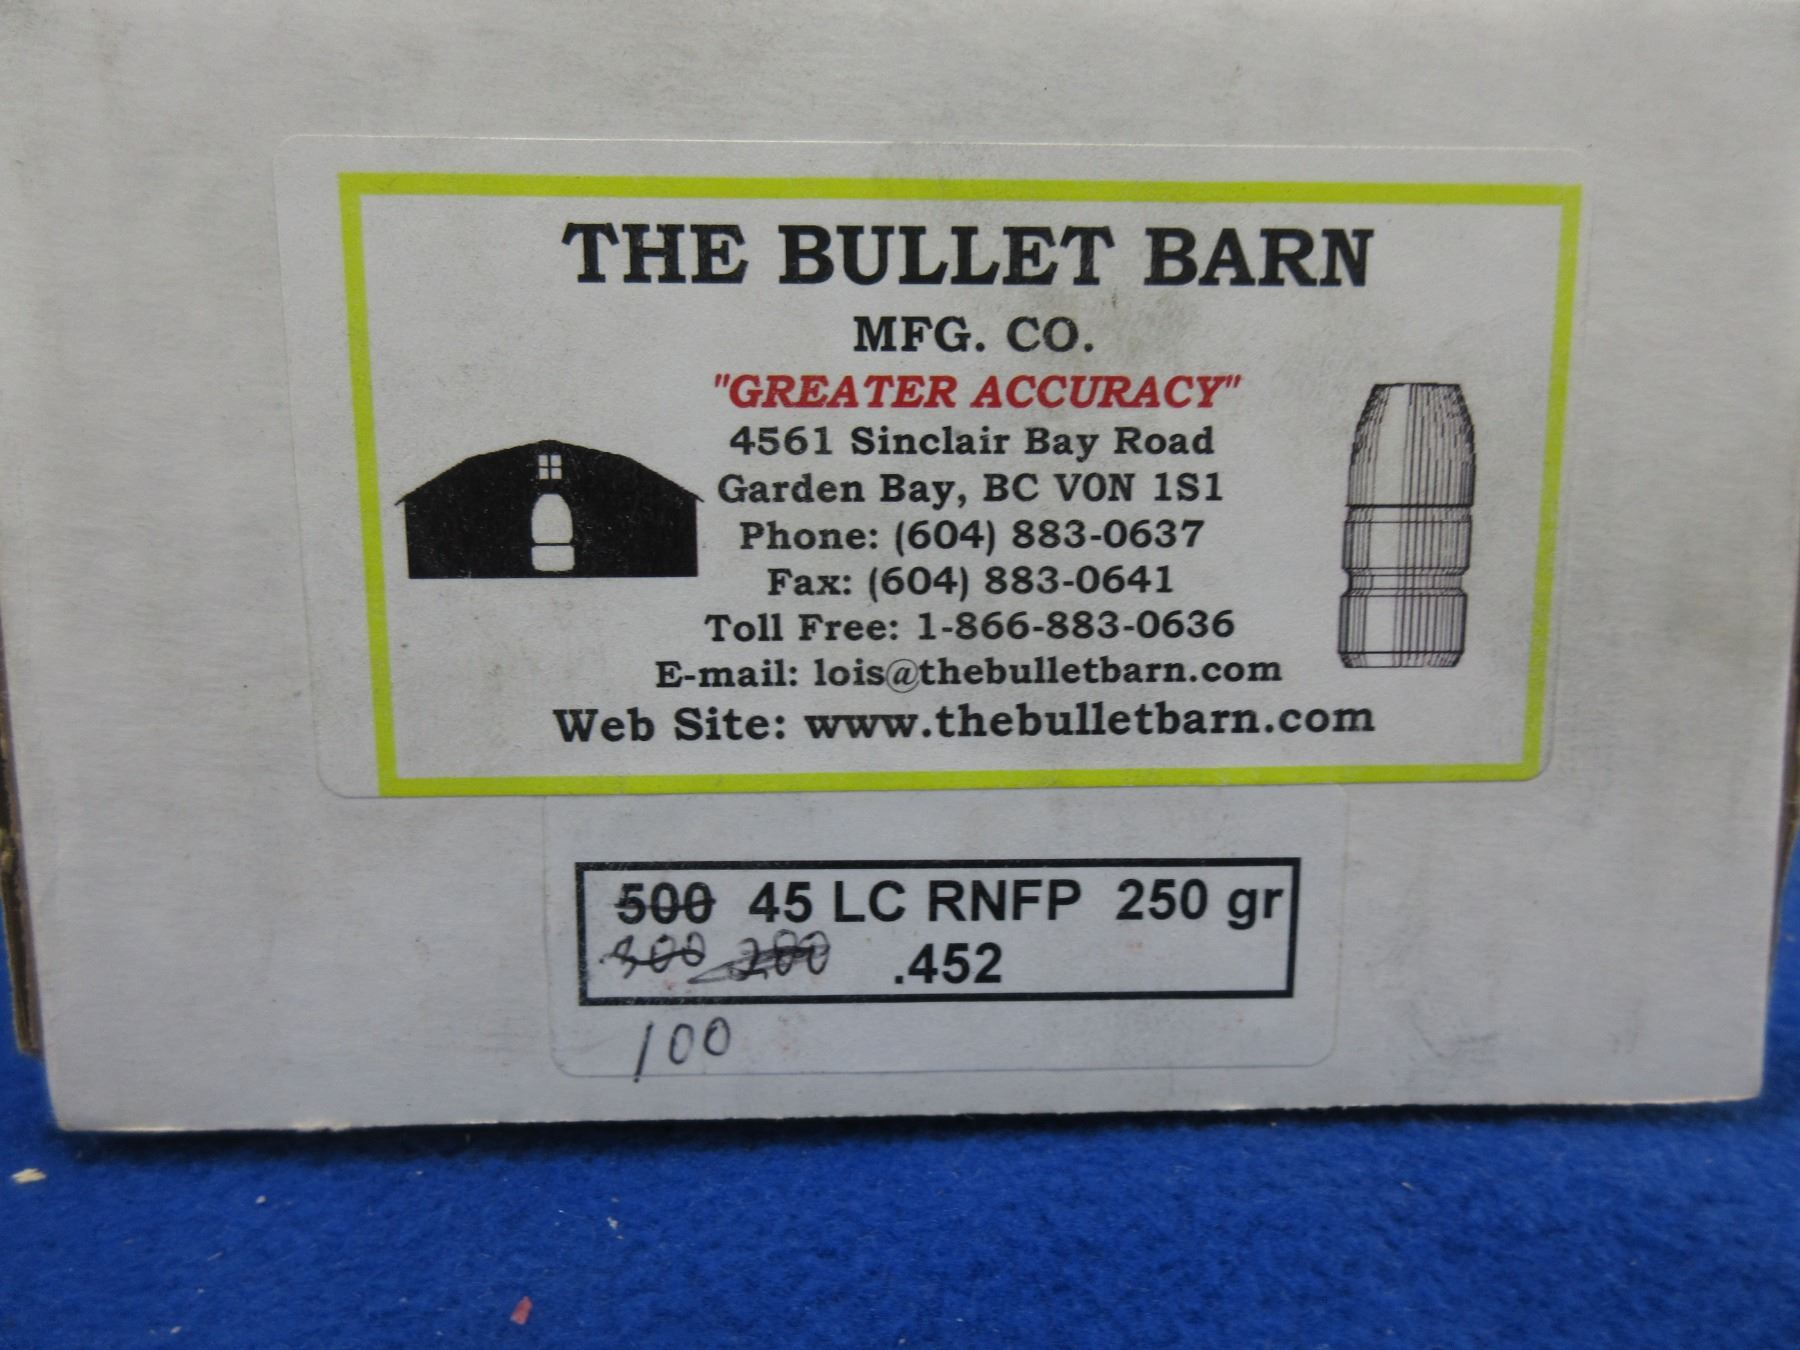 THE BULLET BARN
MFG. CO.
"GREATER ACCURACY"
4561 Sinclair Bay Road
Garden Bay, BC VON 1S1
Phone: (604) 883-0637
Fax: (604) 883-0641
Toll Free: 1-866-883-0636
E-mail: lois@thebulletbarn.com
Web Site: www.thebulletbarn.com
500 45 LC RNFP 250 gr
300 200 .452
100